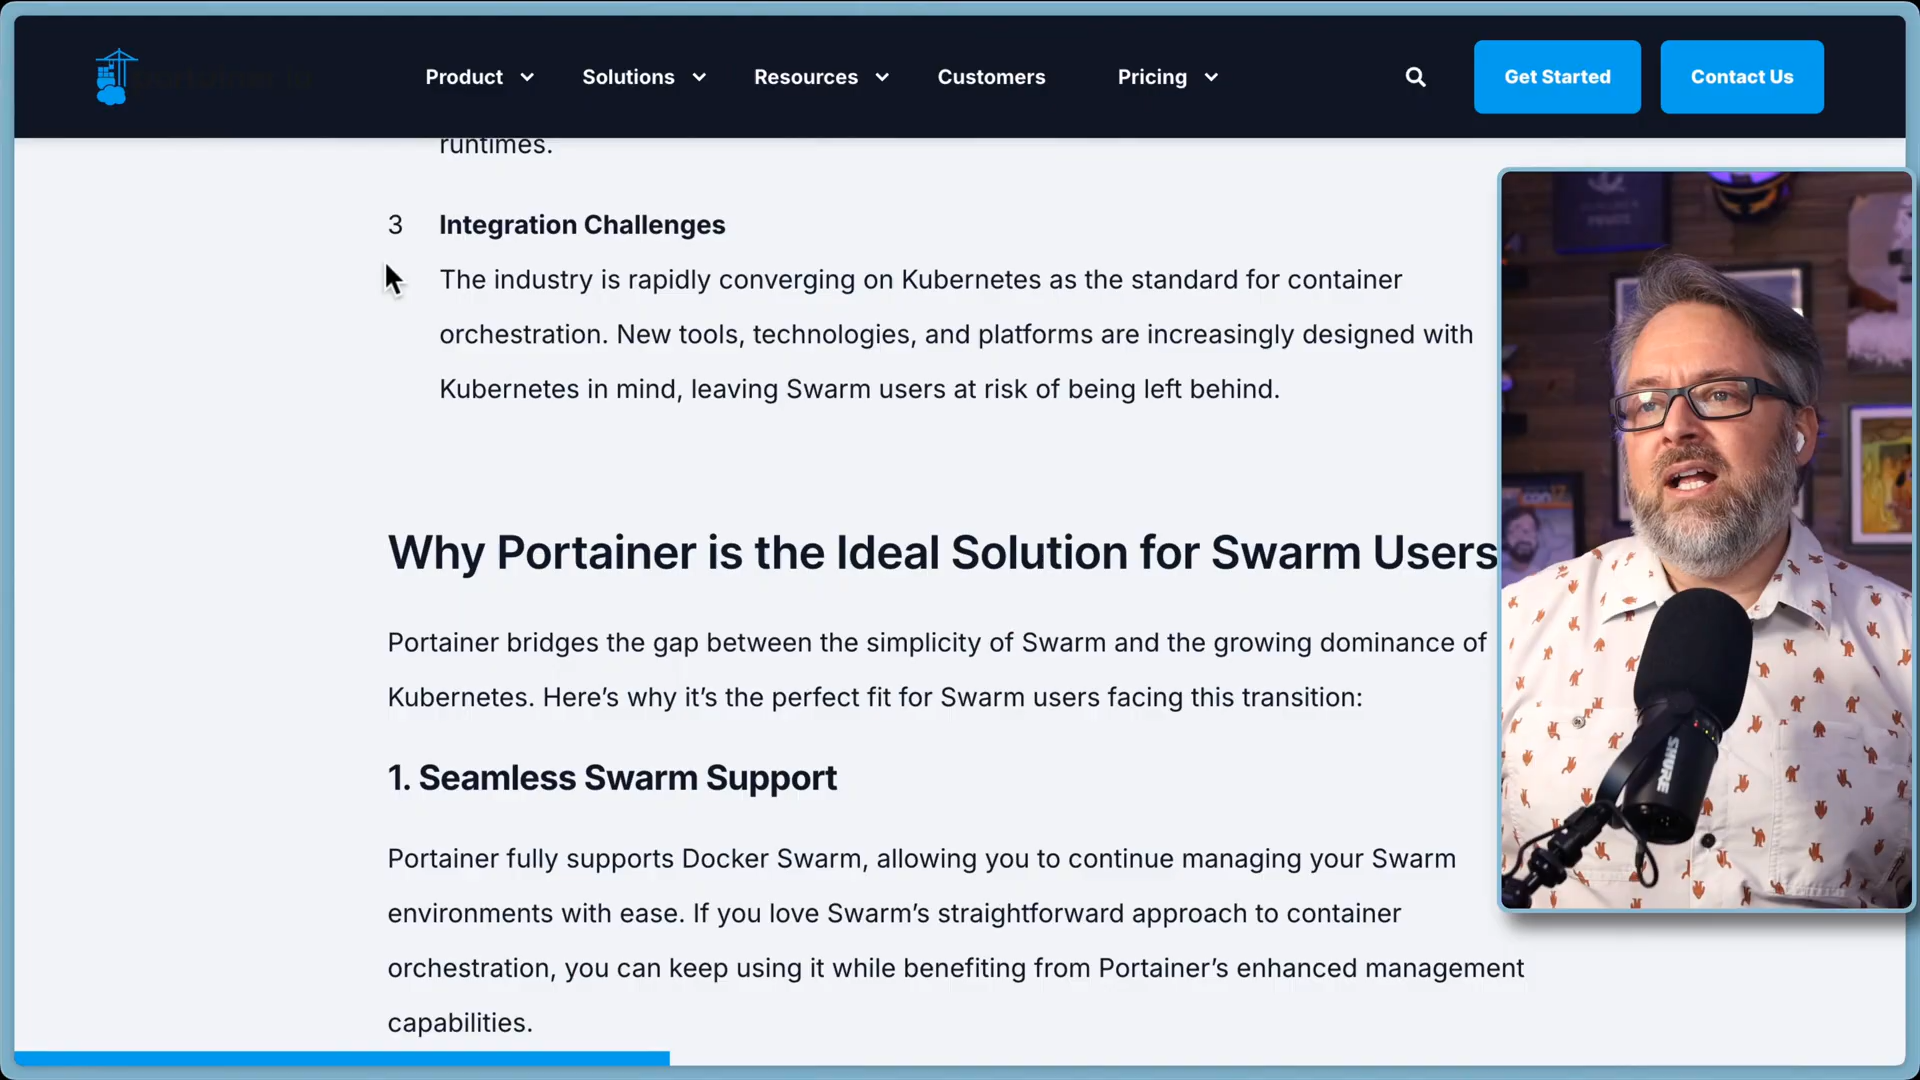 Product
Solutions
Resources
Customers
Pricing
Get Started
Contact Us
runtimes.
3 Integration Challenges
The industry is rapidly converging on Kubernetes as the standard for container
orchestration. New tools, technologies, and platforms are increasingly designed with
Kubernetes in mind, leaving Swarm users at risk of being left behind.
Why Portainer is the Ideal Solution for Swarm Users
Portainer bridges the gap between the simplicity of Swarm and the growing dominance of
Kubernetes. Here’s why it’s the perfect fit for Swarm users facing this transition:
1. Seamless Swarm Support
Portainer fully supports Docker Swarm, allowing you to continue managing your Swarm
environments with ease. If you love Swarm’s straightforward approach to container
orchestration, you can keep using it while benefiting from Portainer’s enhanced management
capabilities.
SHURE